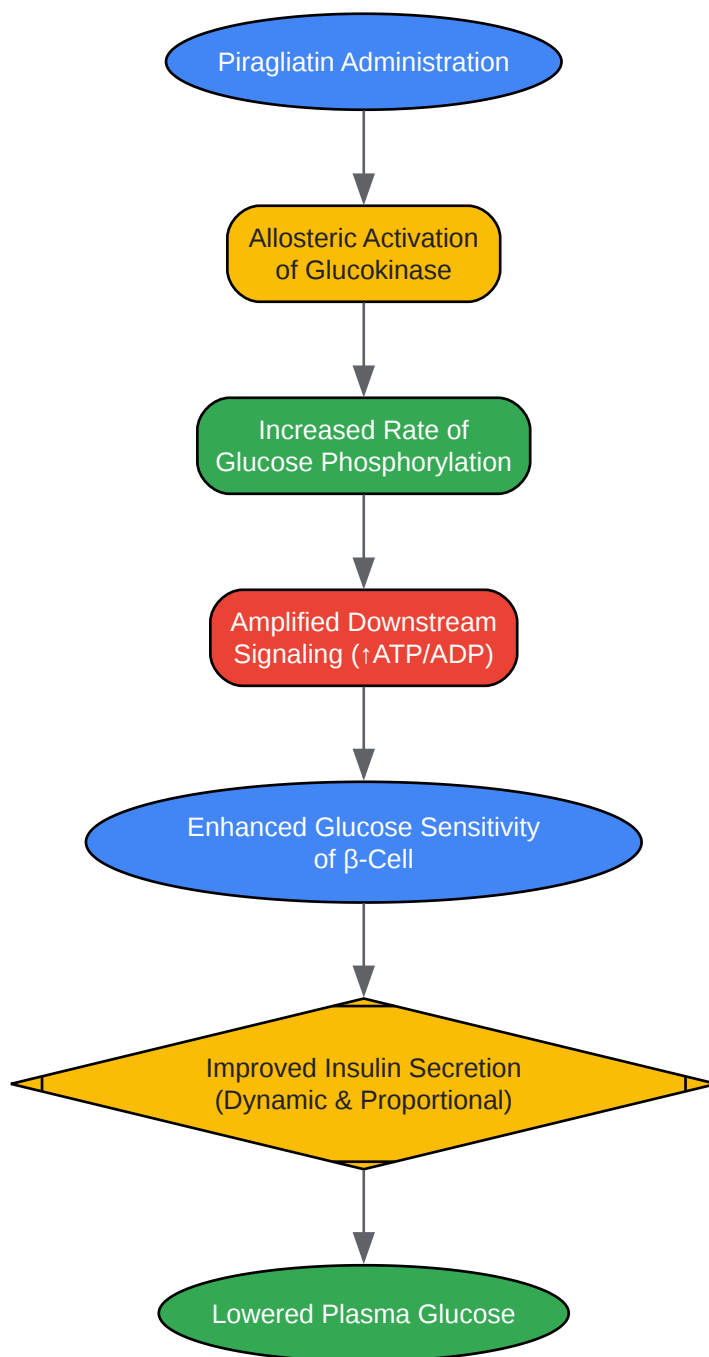 Piragliatin Administration
Allosteric Activation
of Glucokinase
Increased Rate of
Glucose Phosphorylation
Amplified Downstream
Signaling (↑ATP/ADP)
Enhanced Glucose Sensitivity
of β-Cell
Improved Insulin Secretion
(Dynamic & Proportional)
Lowered Plasma Glucose